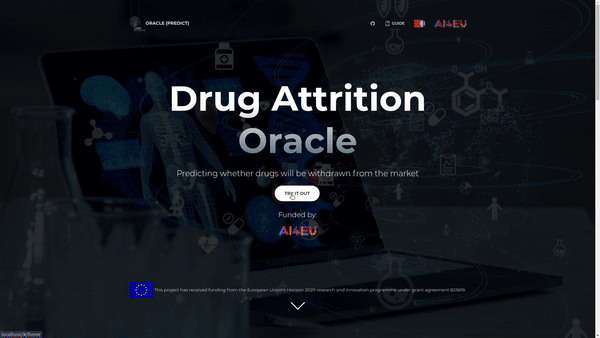 ORACLE (PREDICT)
GUIDE
AI4EU
Drug Attrition
Oracle
Predicting whether drugs will be withdrawn from the market
TRY IT OUT
Funded by:
AI4EU
This project has received funding from the European Union's Horizon 2020 research and innovation programme under grant agreement 825619.
localhost/#/home